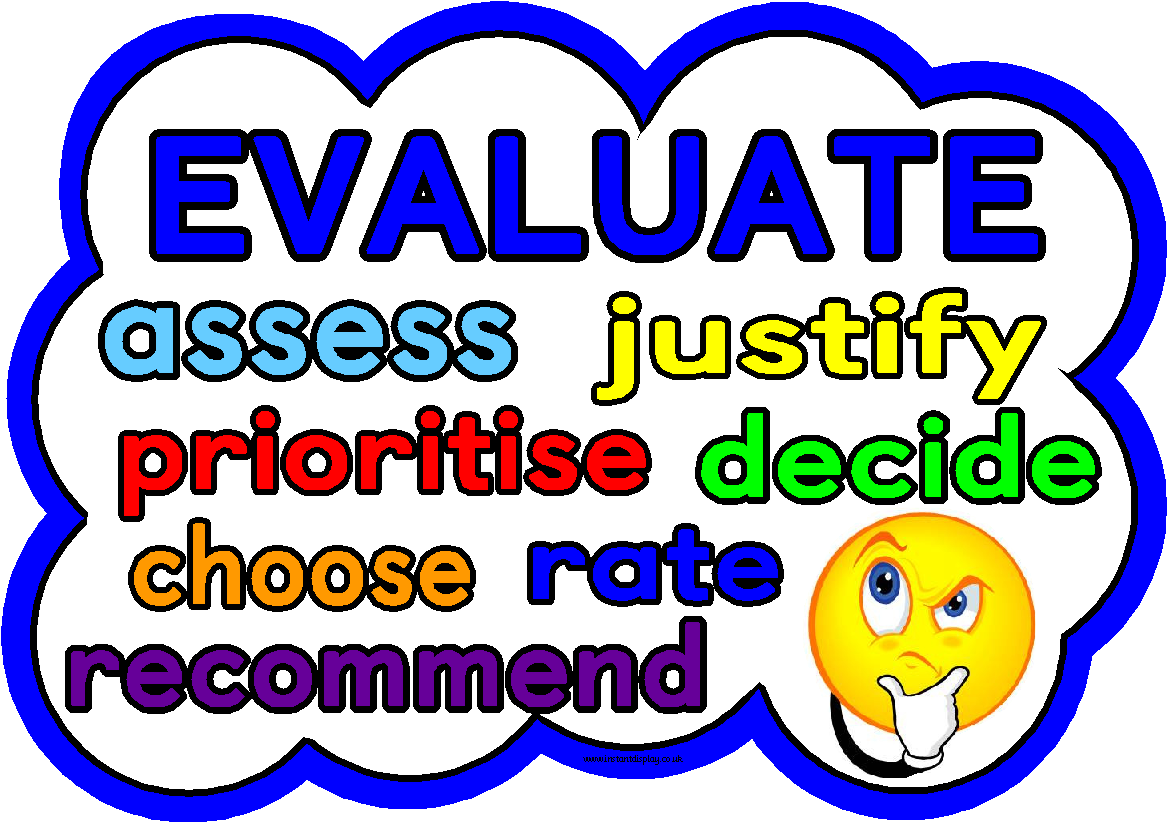 EVALUATE
assess justify
prioritise decide
choose rate
recommend